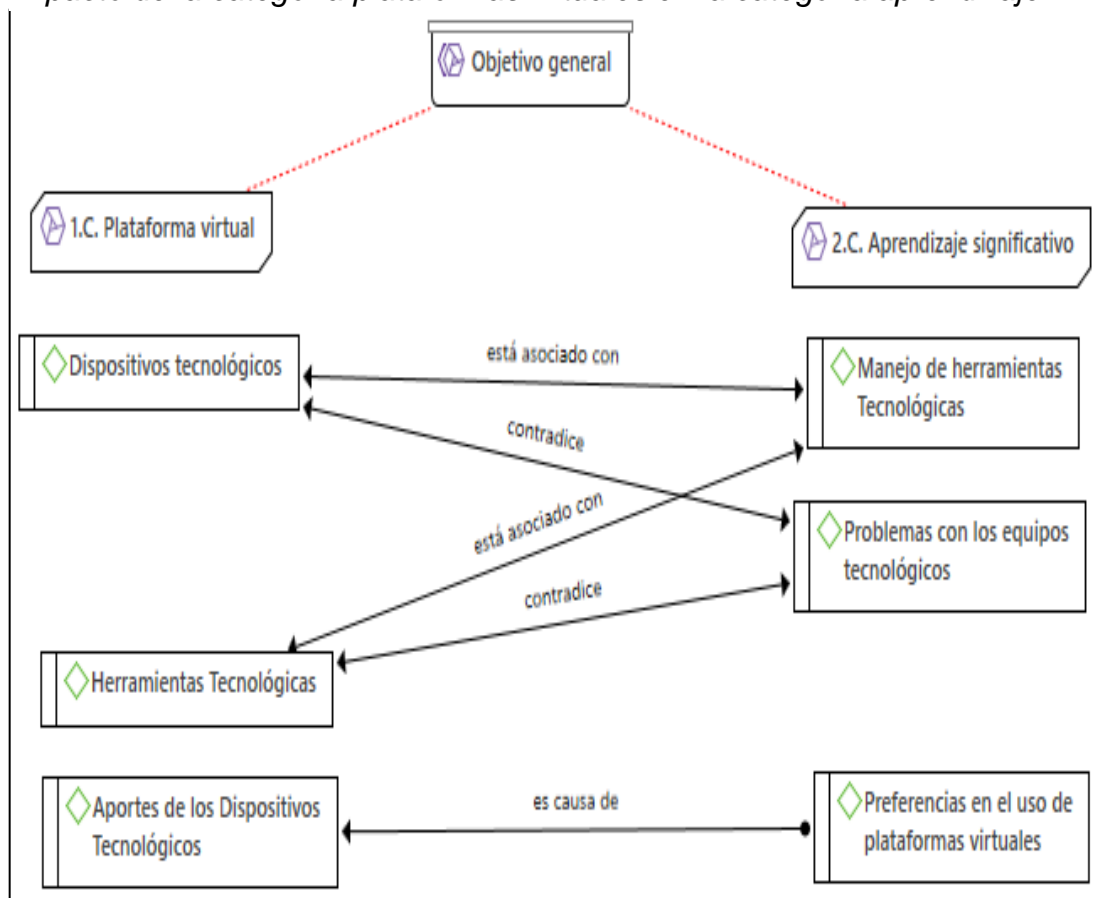 Objetivo general
1.C. Plataforma virtual
2.C. Aprendizaje significativo
Dispositivos tecnológicos
está asociado con
Manejo de herramientas
Tecnológicas
contradice
está asociado con
Problemas con los equipos
tecnológicos
contradice
Herramientas Tecnológicas
Aportes de los Dispositivos
Tecnológicos
es causa de
Preferencias en el uso de
plataformas virtuales